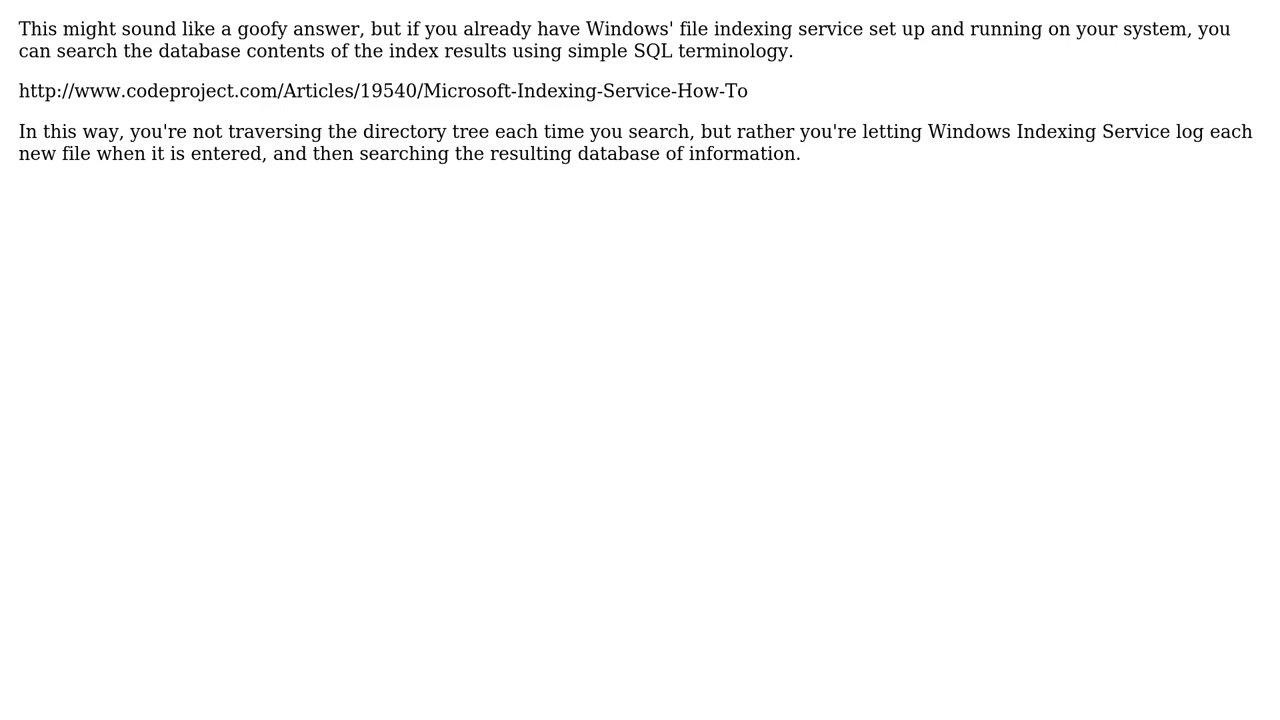 This might sound like a goofy answer, but if you already have Windows' file indexing service set up and running on your system, you
can search the database contents of the index results using simple SQL terminology.
http://www.codeproject.com/Articles/19540/Microsoft-Indexing-Service-How-To
In this way, you're not traversing the directory tree each time you search, but rather you're letting Windows Indexing Service log each
new file when it is entered, and then searching the resulting database of information.